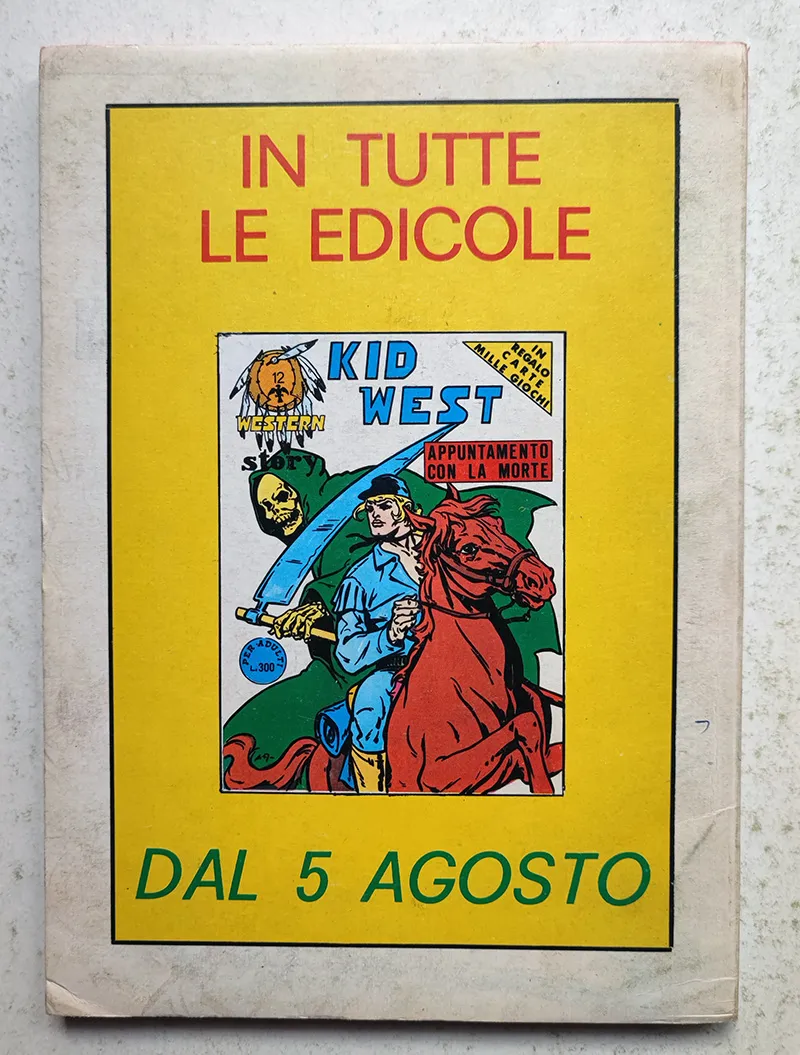 IN TUTTE
LE EDICOLE
12
WESTERN
story
KID
WEST
IN
REGALO
CARTE
MILLE GIOCHI
APPUNTAMENTO
CON LA MORTE
PER ADULTI
L.300
DAL 5 AGOSTO